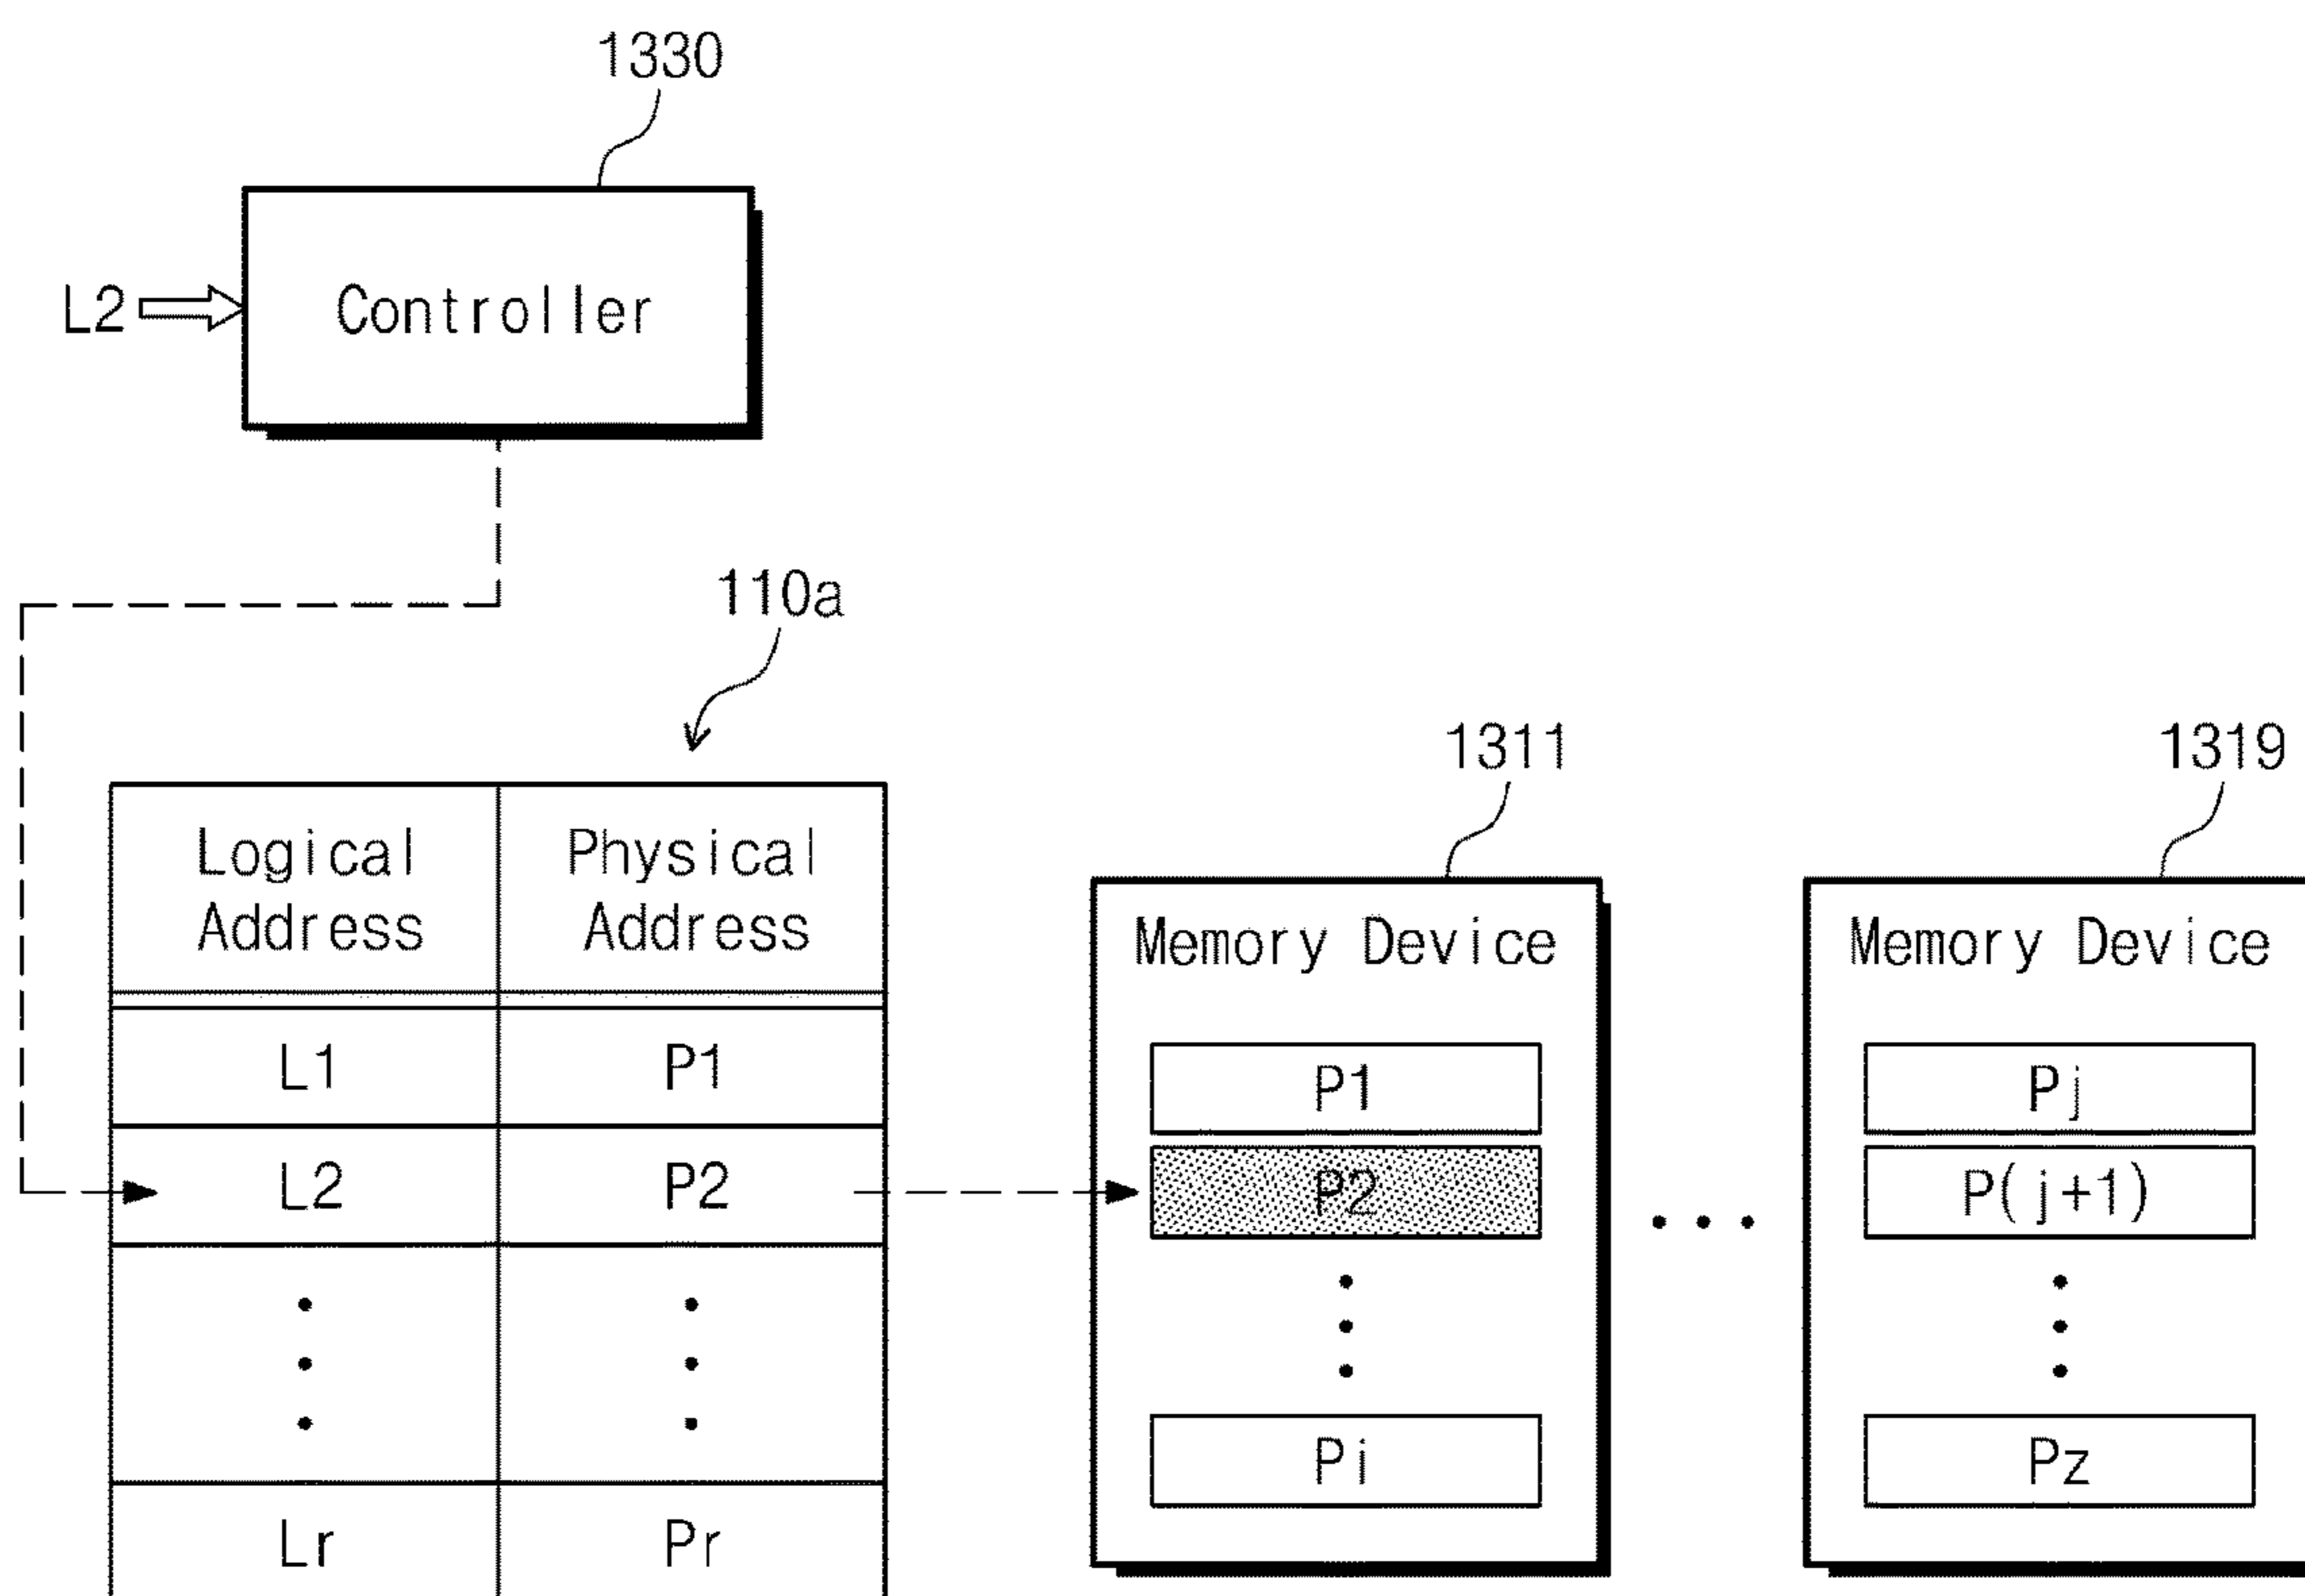 1330
L2
Controller
110a
Logical Address
Physical Address
L1
P1
L2
P2
Lr
Pr
1311
Memory Device
P1
P2
Pi
1319
Memory Device
Pj
P(j+1)
Pz